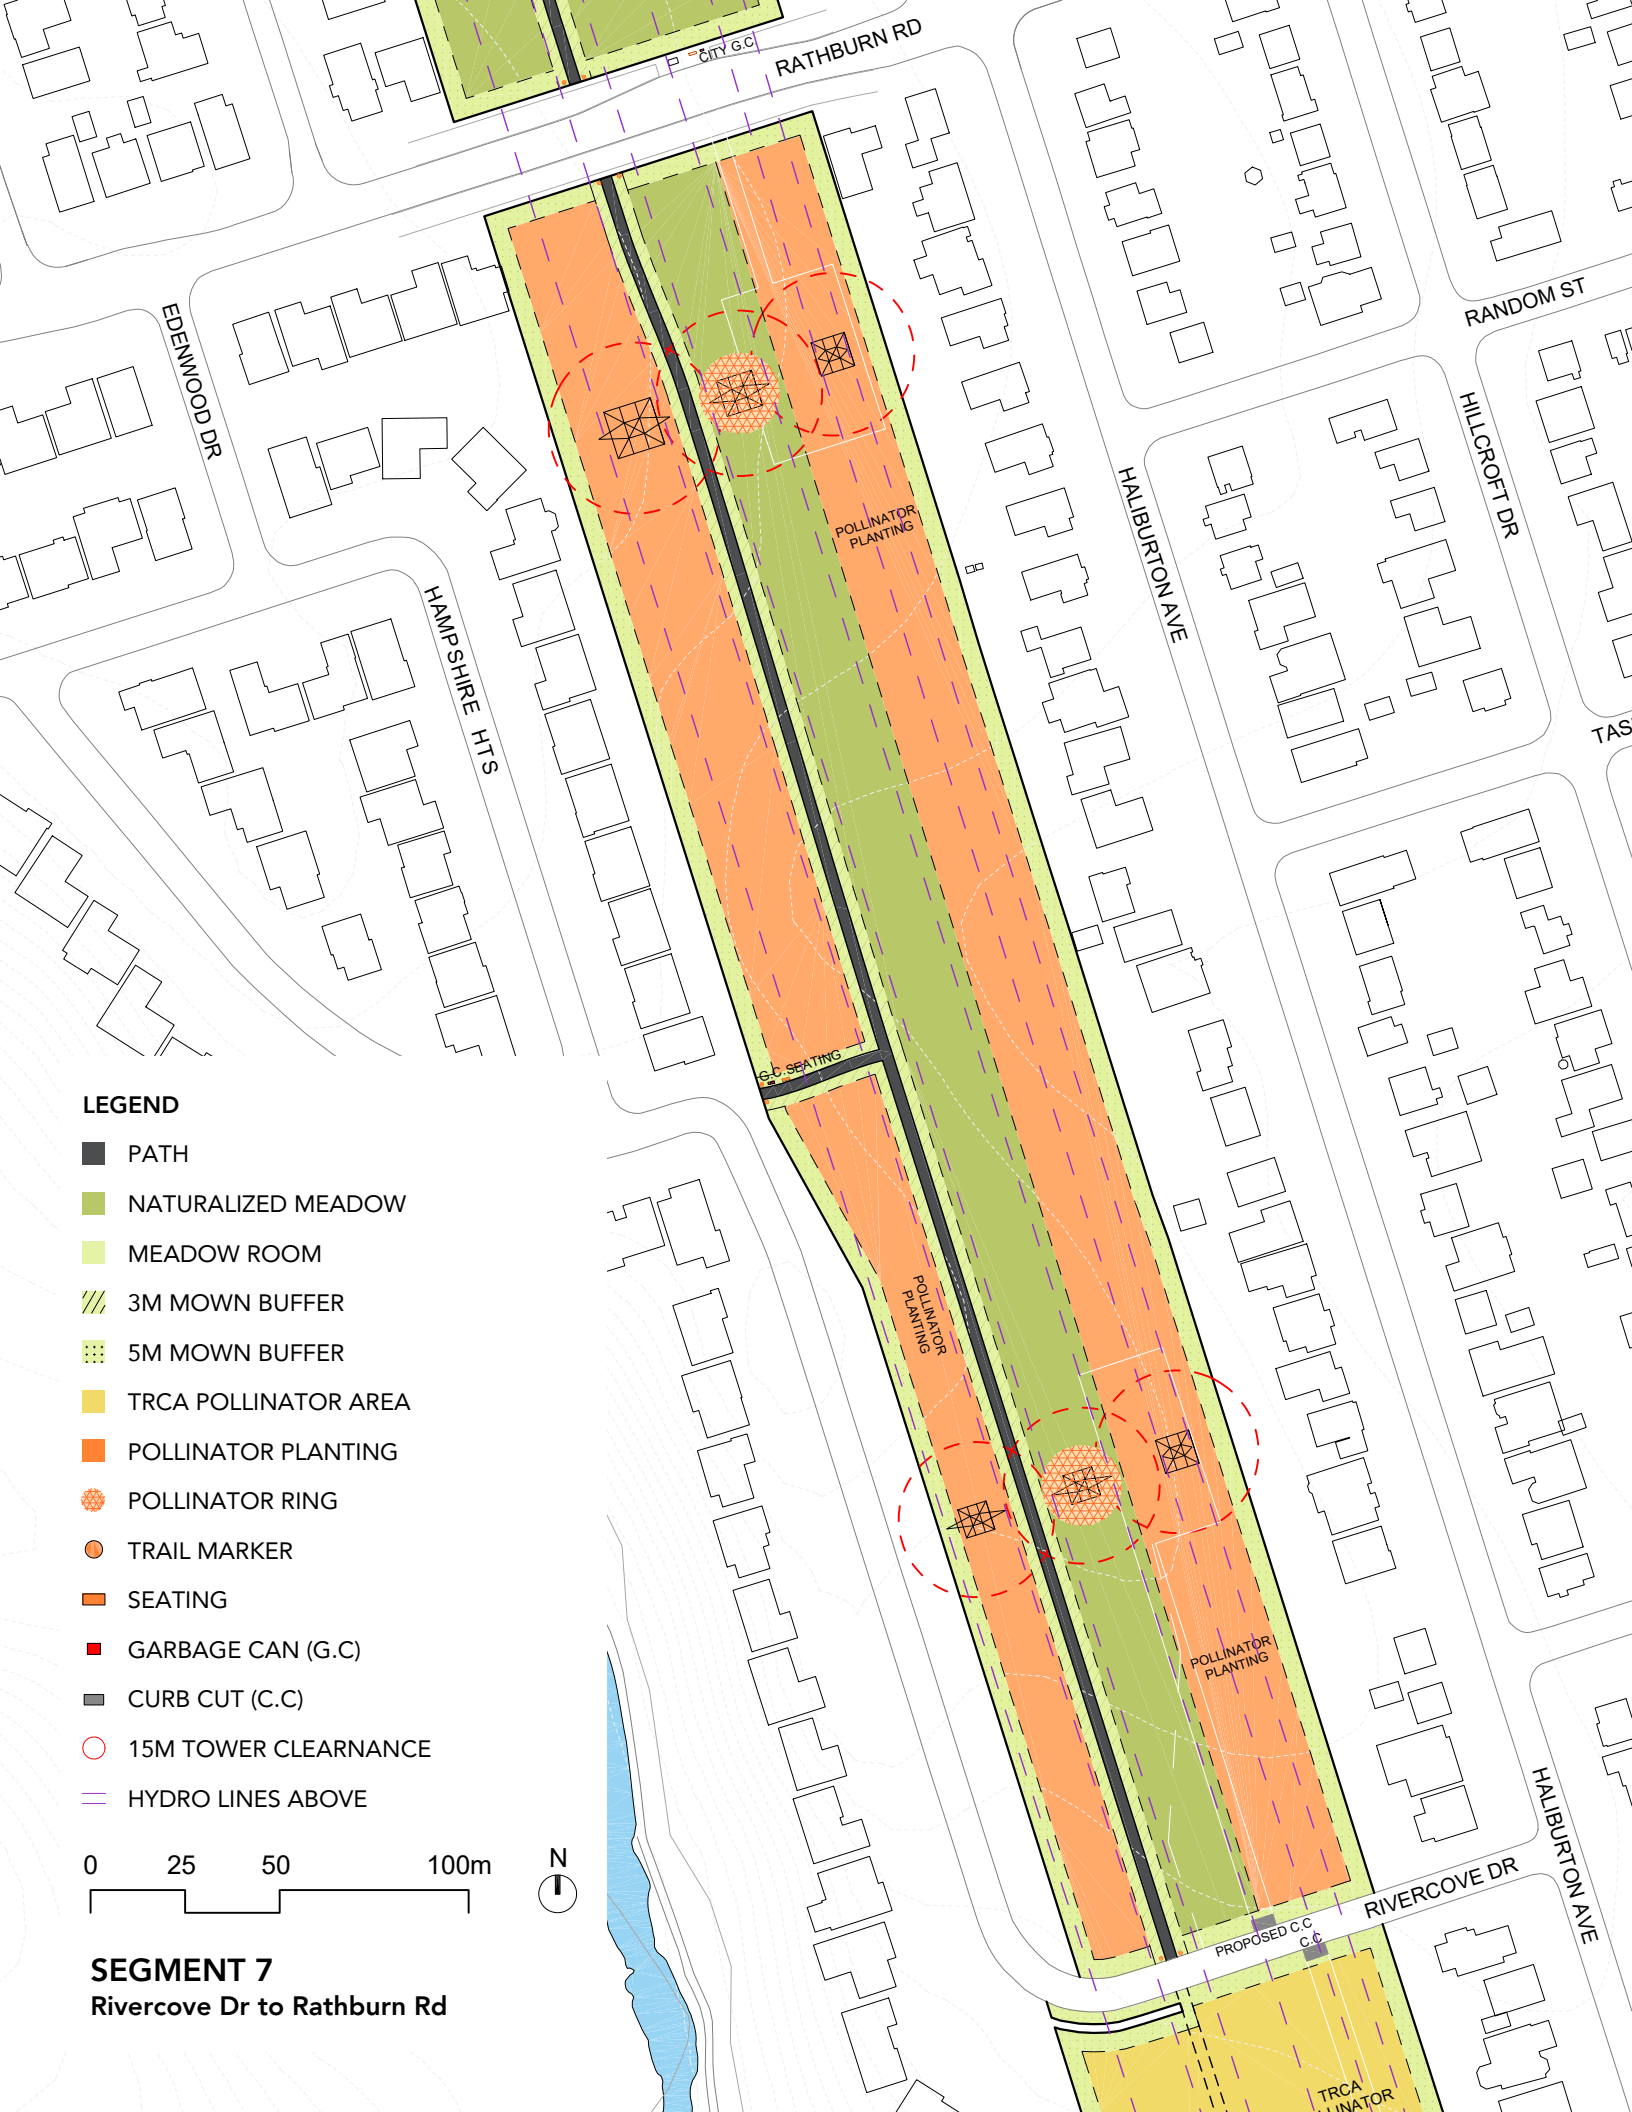 CITY G.C
RATHBURN RD
RANDOM ST
EDENWOOD DR
HILLCROFT DR
HALIBURTON AVE
POLLINATOR
PLANTING
HAMPSHIRE HTS
G.C.SEATING
POLLINATOR
PLANTING
POLLINATOR
PLANTING
HALIBURTON AVE
RIVERCOVE DR
PROPOSED C.C
C.C
TRCA
LEGEND
PATH
NATURALIZED MEADOW
MEADOW ROOM
3M MOWN BUFFER
5M MOWN BUFFER
TRCA POLLINATOR AREA
POLLINATOR PLANTING
POLLINATOR RING
TRAIL MARKER
SEATING
GARBAGE CAN (G.C)
CURB CUT (C.C)
15M TOWER CLEARNANCE
HYDRO LINES ABOVE
0 25 50 100m
N
SEGMENT 7
Rivercove Dr to Rathburn Rd